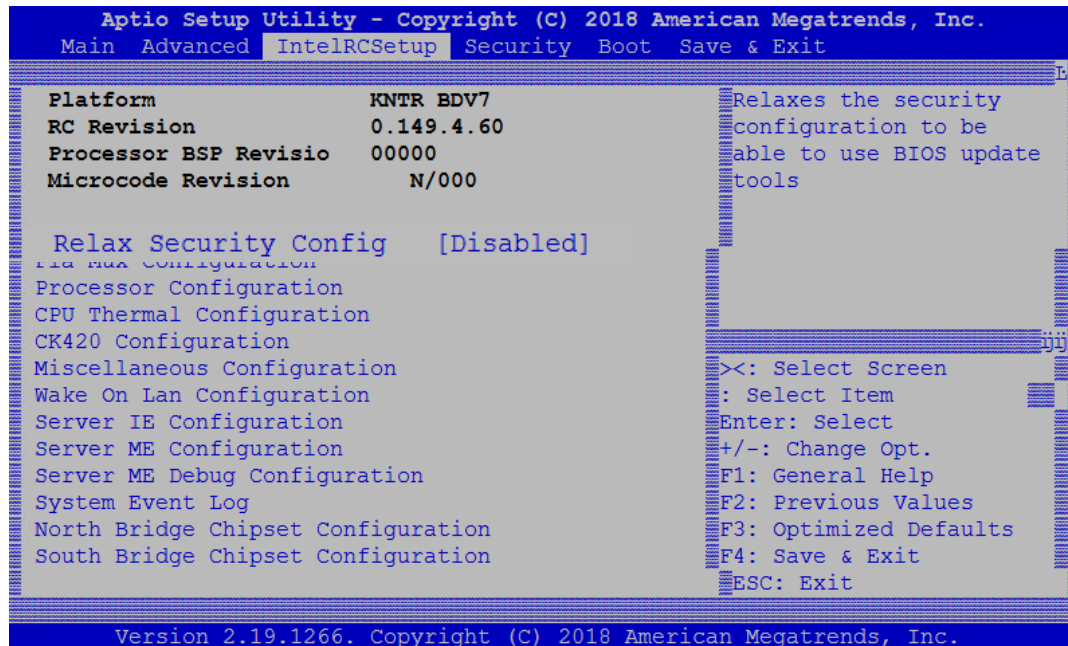 Aptio Setup Utility - Copyright (C) 2018 American Megatrends, Inc.
Main Advanced IntelRCSetup Security Boot Save & Exit
Platform KNTR BDV7
RC Revision 0.149.4.60
Processor BSP Revisio 00000
Microcode Revision N/000
Relax Security Config [Disabled]
Processor Configuration
CPU Thermal Configuration
CK420 Configuration
Miscellaneous Configuration
Wake On Lan Configuration
Server IE Configuration
Server ME Configuration
Server ME Debug Configuration
System Event Log
North Bridge Chipset Configuration
South Bridge Chipset Configuration
Relaxes the security
configuration to be
able to use BIOS update
tools
><: Select Screen
: Select Item
Enter: Select
+/-: Change Opt.
F1: General Help
F2: Previous Values
F3: Optimized Defaults
F4: Save & Exit
ESC: Exit
Version 2.19.1266. Copyright (C) 2018 American Megatrends, Inc.